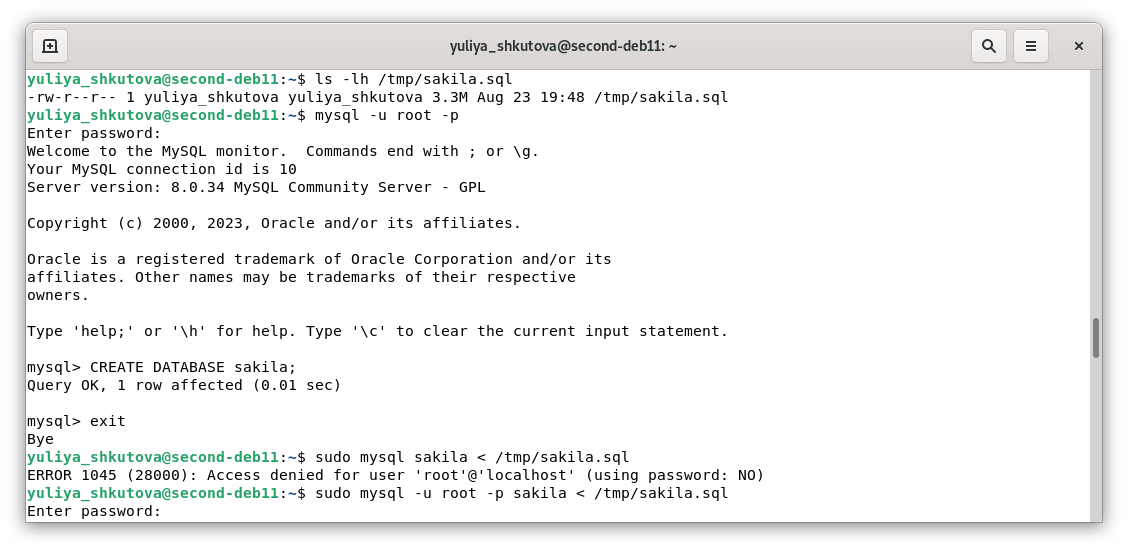 yuliya_shkutova@second-deb11: ~
yuliya_shkutova@second-deb11:~$ ls -lh /tmp/sakila.sql
-rw-r--r-- 1 yuliya_shkutova yuliya_shkutova 3.3M Aug 23 19:48 /tmp/sakila.sql
yuliya_shkutova@second-deb11:~$ mysql -u root -p
Enter password:
Welcome to the MySQL monitor.  Commands end with ; or \g.
Your MySQL connection id is 10
Server version: 8.0.34 MySQL Community Server - GPL

Copyright (c) 2000, 2023, Oracle and/or its affiliates.

Oracle is a registered trademark of Oracle Corporation and/or its
affiliates. Other names may be trademarks of their respective
owners.

Type 'help;' or '\h' for help. Type '\c' to clear the current input statement.

mysql> CREATE DATABASE sakila;
Query OK, 1 row affected (0.01 sec)

mysql> exit
Bye
yuliya_shkutova@second-deb11:~$ sudo mysql sakila < /tmp/sakila.sql
ERROR 1045 (28000): Access denied for user 'root'@'localhost' (using password: NO)
yuliya_shkutova@second-deb11:~$ sudo mysql -u root -p sakila < /tmp/sakila.sql
Enter password: